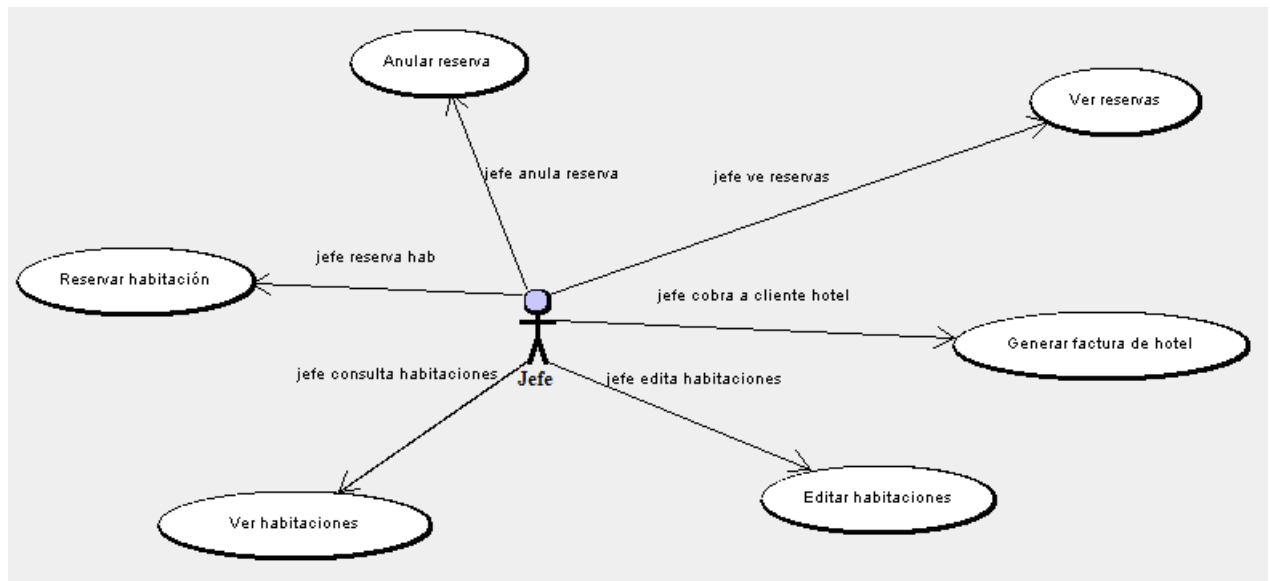 Anular reserva
Ver reservas
jefe anula reserva
jefe ve reservas
jefe reserva hab
Reservar habitación
jefe cobra a cliente hotel
Generar factura de hotel
jefe consulta habitaciones
Jefe
jefe edita habitaciones
Editar habitaciones
Ver habitaciones